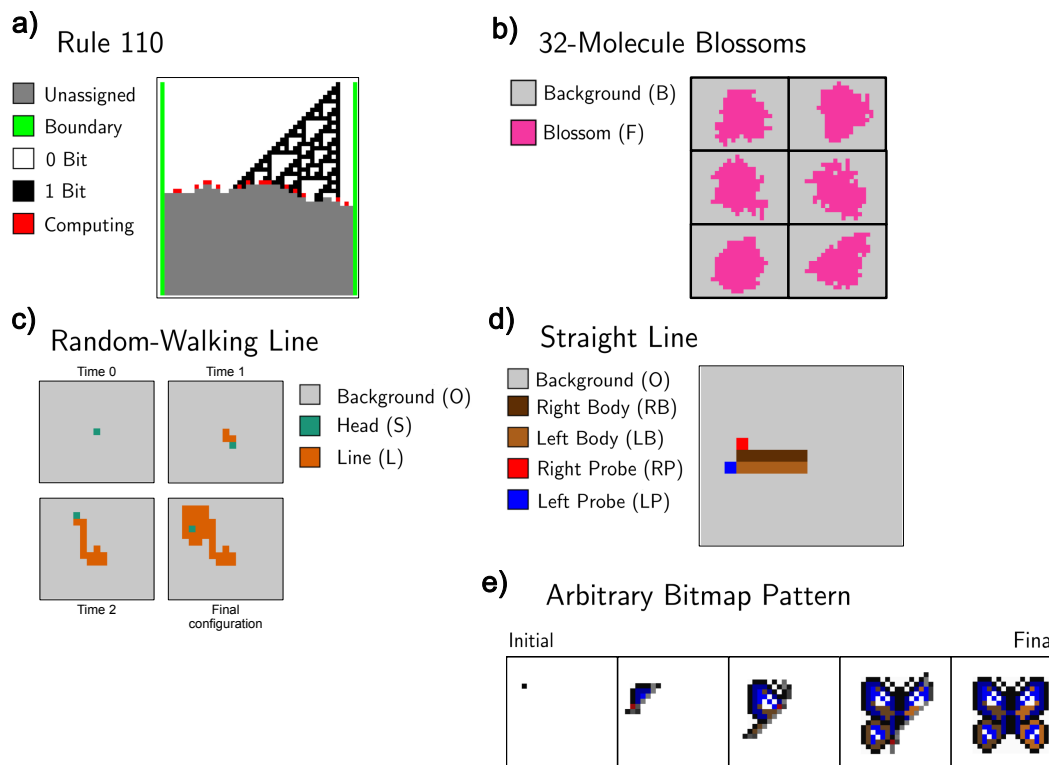 a) Rule 110
Unassigned
Boundary
0 Bit
1 Bit
Computing
b) 32-Molecule Blossoms
Background (B)
Blossom (F)
c) Random-Walking Line
Time 0
Time 1
Time 2
Final
configuration
Background (O)
Head (S)
Line (L)
d) Straight Line
Background (O)
Right Body (RB)
Left Body (LB)
Right Probe (RP)
Left Probe (LP)
e) Arbitrary Bitmap Pattern
Initial
Fina